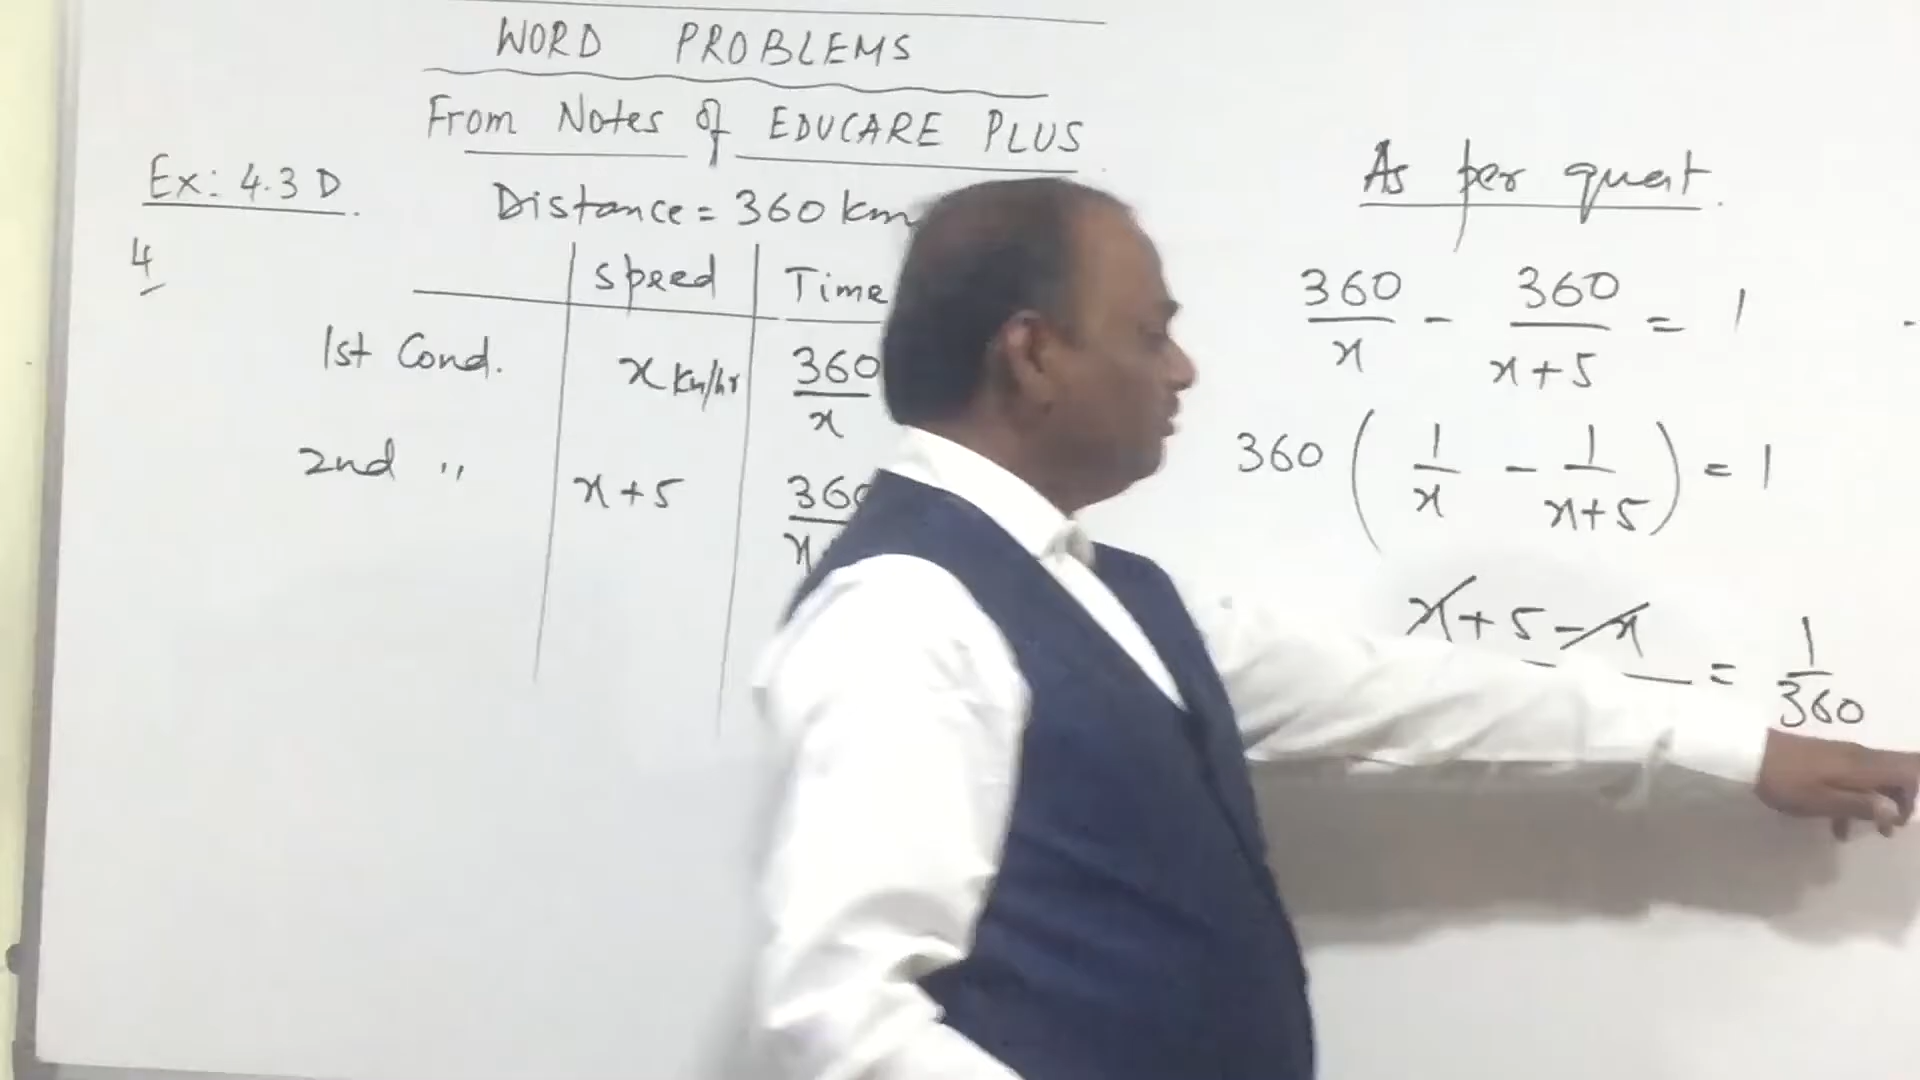 WORD PROBLEMS
From Notes of EDUCARE PLUS
Ex: 4.3 D
4
Distance = 360 km
speed Time
1st Cond. x Km/hr 360/x
2nd " x+5 360/x
As per quest.
360/x - 360/x+5 = 1
360 ( 1/x - 1/x+5 ) = 1
x+5-x = 1/360